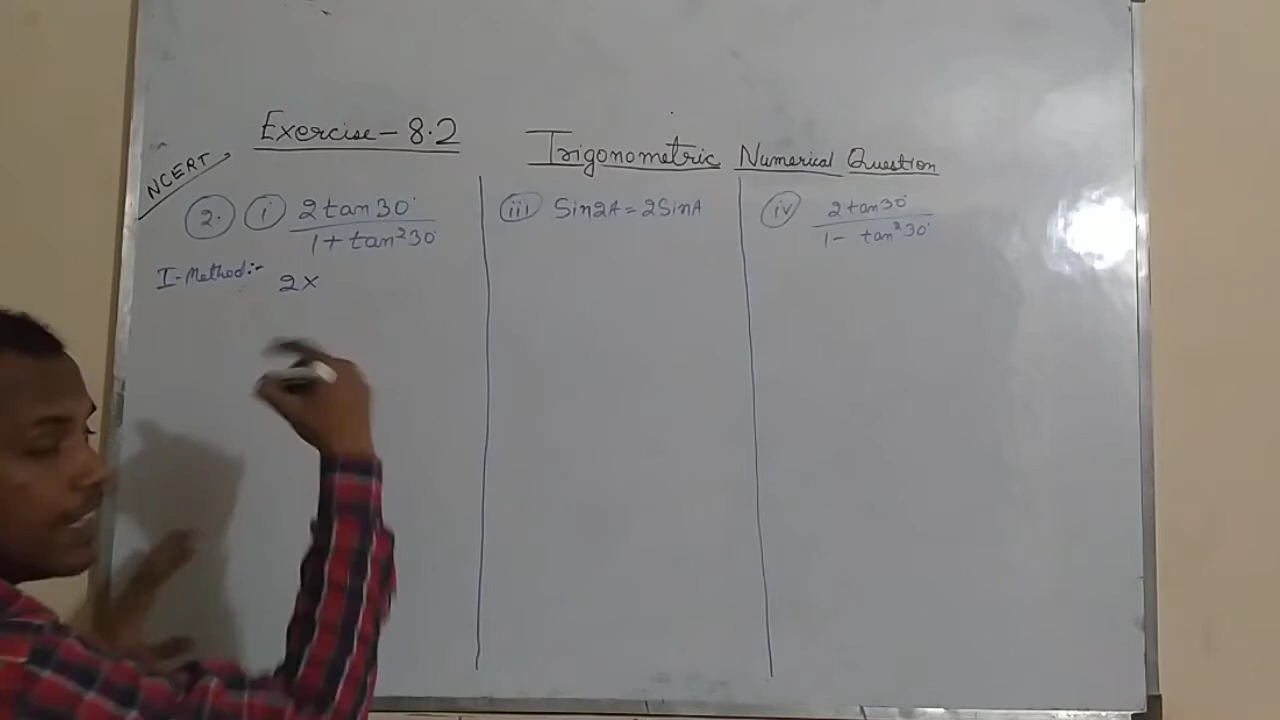 Exercise - 8.2
Trigonometric Numerical Question
NCERT
2. i 2tan30°
1 + tan²30°
I-Method:-
2×
iii Sin2A = 2SinA
iv 2tan30°
1 - tan²30°